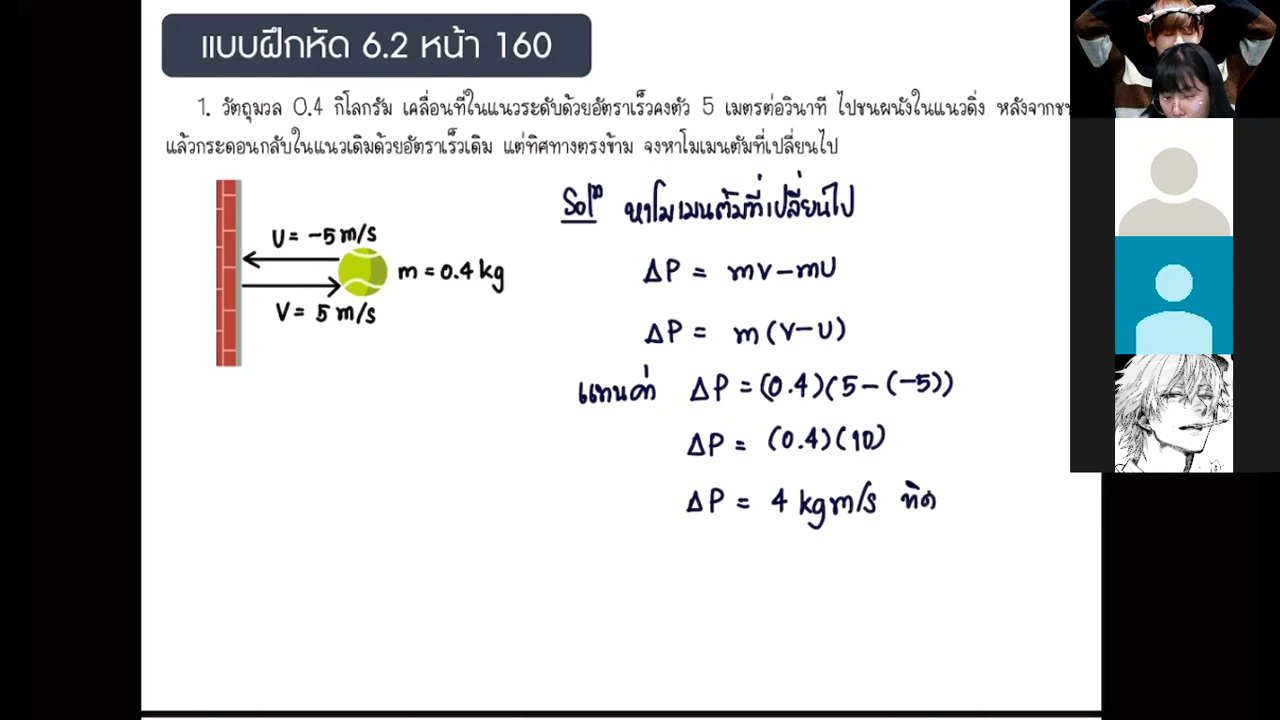 แบบฝึกหัด 6.2 หน้า 160
1. วัตถุมวล 0.4 กิโลกรัม เคลื่อนที่ในแนวระดับด้วยอัตราเร็วคงตัว 5 เมตรต่อวินาที ไปชนผนังในแนวดิ่ง หลังจาก
แล้วกระดอนกลับในแนวเดิมด้วยอัตราเร็วเดิม แต่ทิศทางตรงข้าม จงหาโมเมนตัมที่เปลี่ยนไป
Solⁿ หาโมเมนตัมที่เปลี่ยนไป
U = -5 m/s
m = 0.4 kg
V = 5 m/s
ΔP = mv - mU
ΔP = m(V - U)
แทนค่า ΔP = (0.4)(5 - (-5))
ΔP = (0.4)(10)
ΔP = 4 kg m/s ทิศ